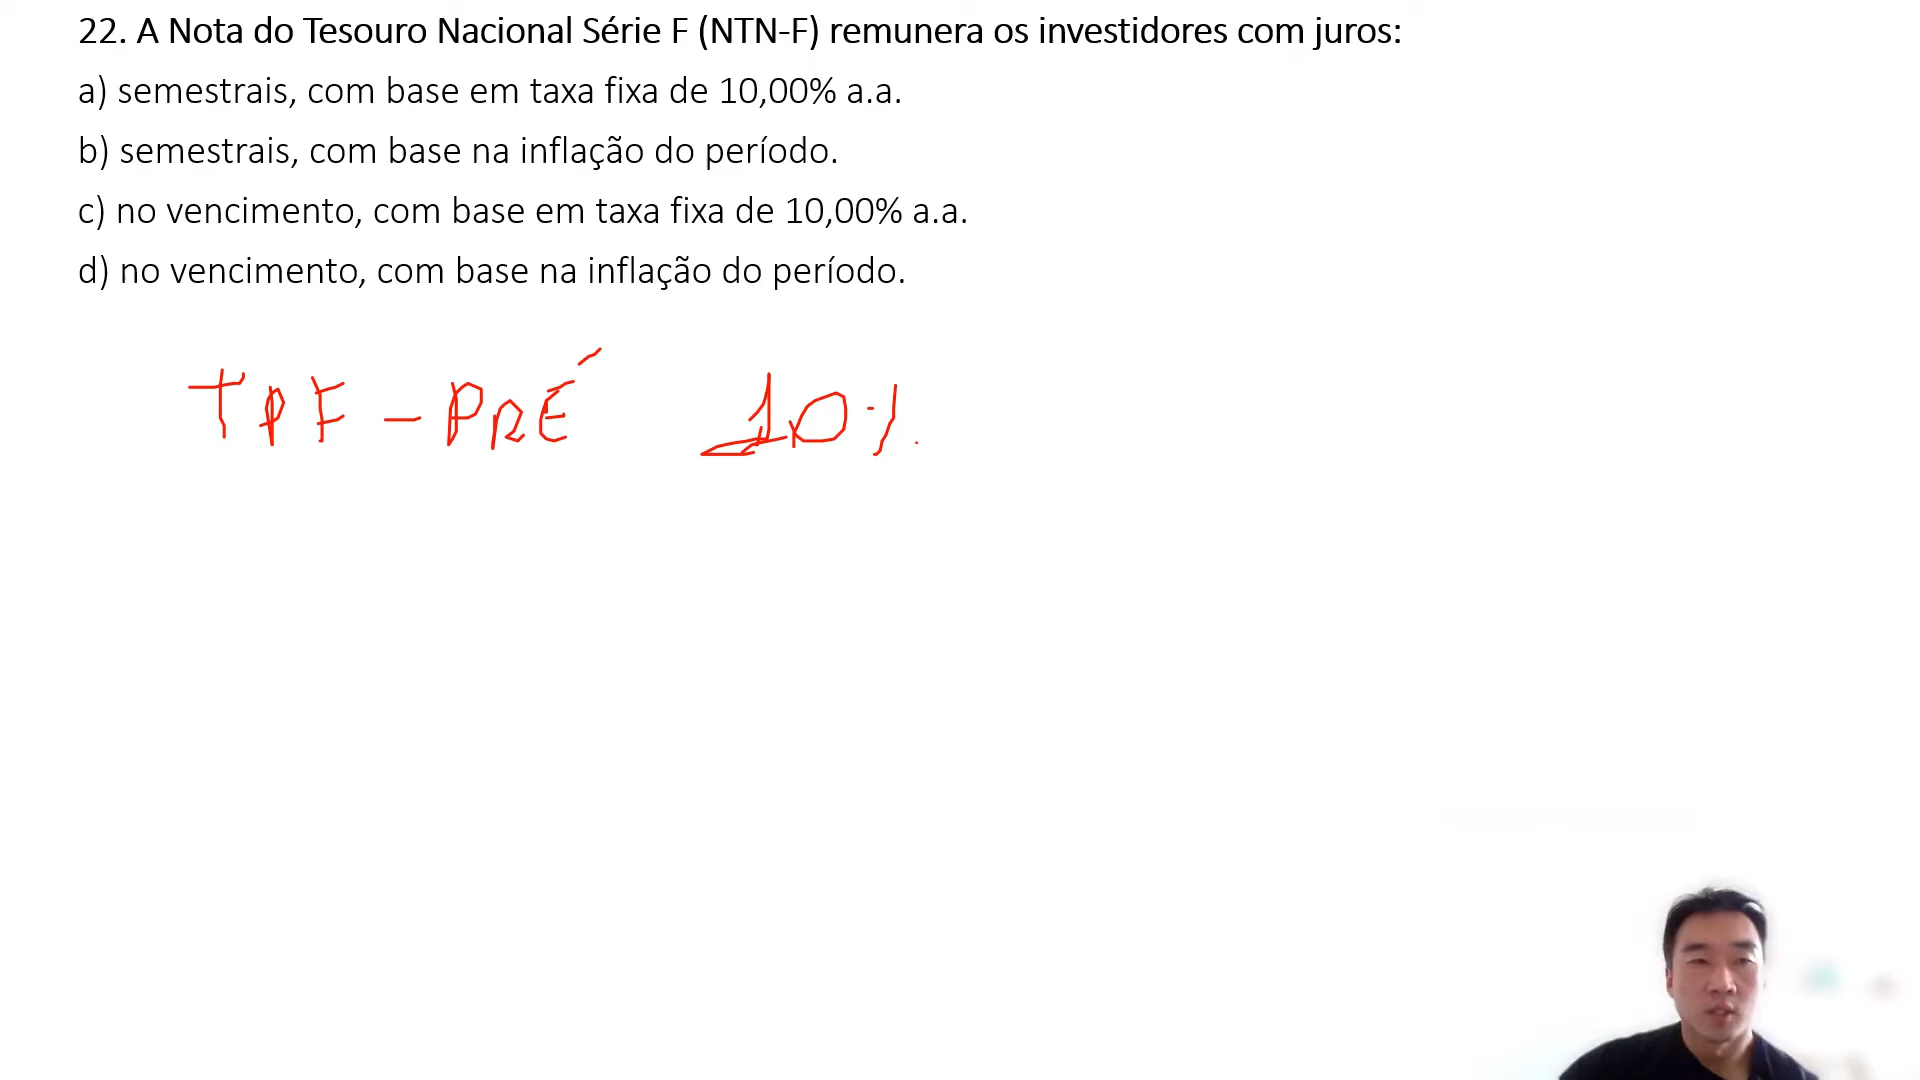 22. A Nota do Tesouro Nacional Série F (NTN-F) remunera os investidores com juros:
a) semestrais, com base em taxa fixa de 10,00% a.a.
b) semestrais, com base na inflação do período.
c) no vencimento, com base em taxa fixa de 10,00% a.a.
d) no vencimento, com base na inflação do período.
TPF - PRÉ 10%